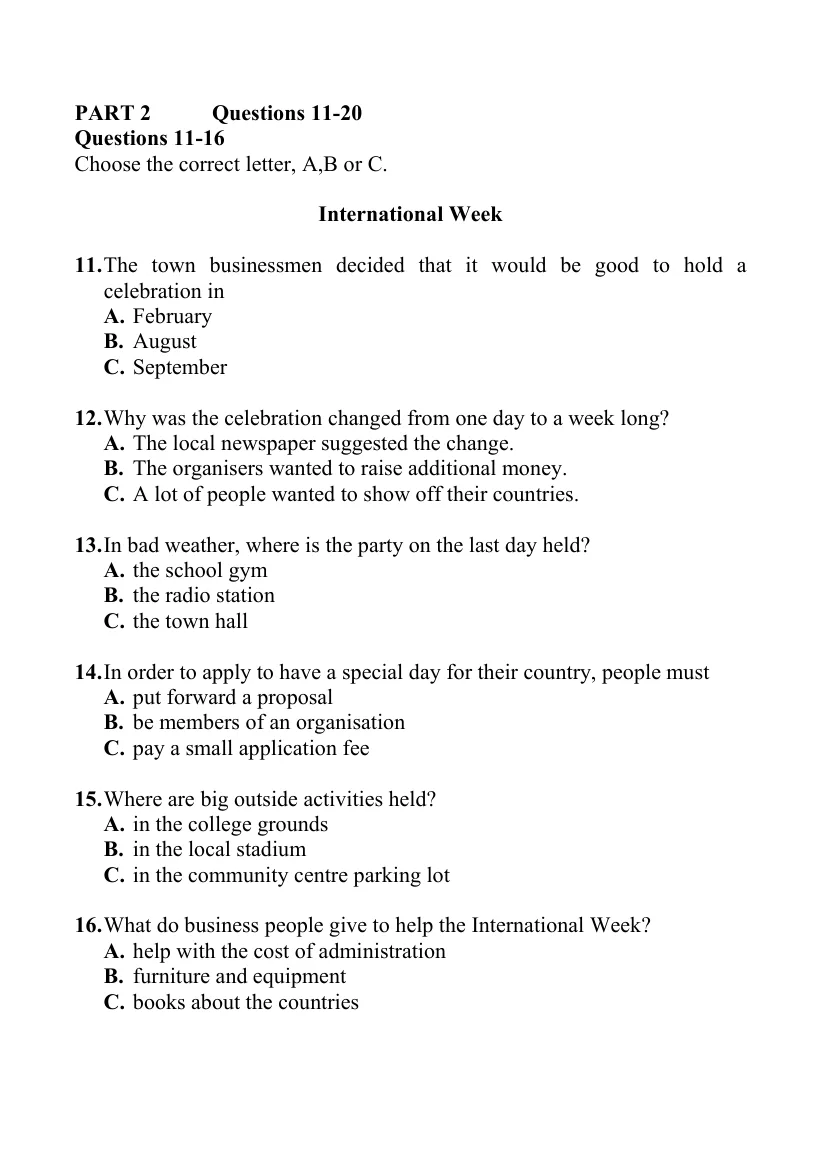 PART 2 Questions 11-20
Questions 11-16
Choose the correct letter, A,B or C.
International Week
11.The town businessmen decided that it would be good to hold a
celebration in
A. February
B. August
C. September
12.Why was the celebration changed from one day to a week long?
A. The local newspaper suggested the change.
B. The organisers wanted to raise additional money.
C. A lot of people wanted to show off their countries.
13.In bad weather, where is the party on the last day held?
A. the school gym
B. the radio station
C. the town hall
14.In order to apply to have a special day for their country, people must
A. put forward a proposal
B. be members of an organisation
C. pay a small application fee
15.Where are big outside activities held?
A. in the college grounds
B. in the local stadium
C. in the community centre parking lot
16.What do business people give to help the International Week?
A. help with the cost of administration
B. furniture and equipment
C. books about the countries